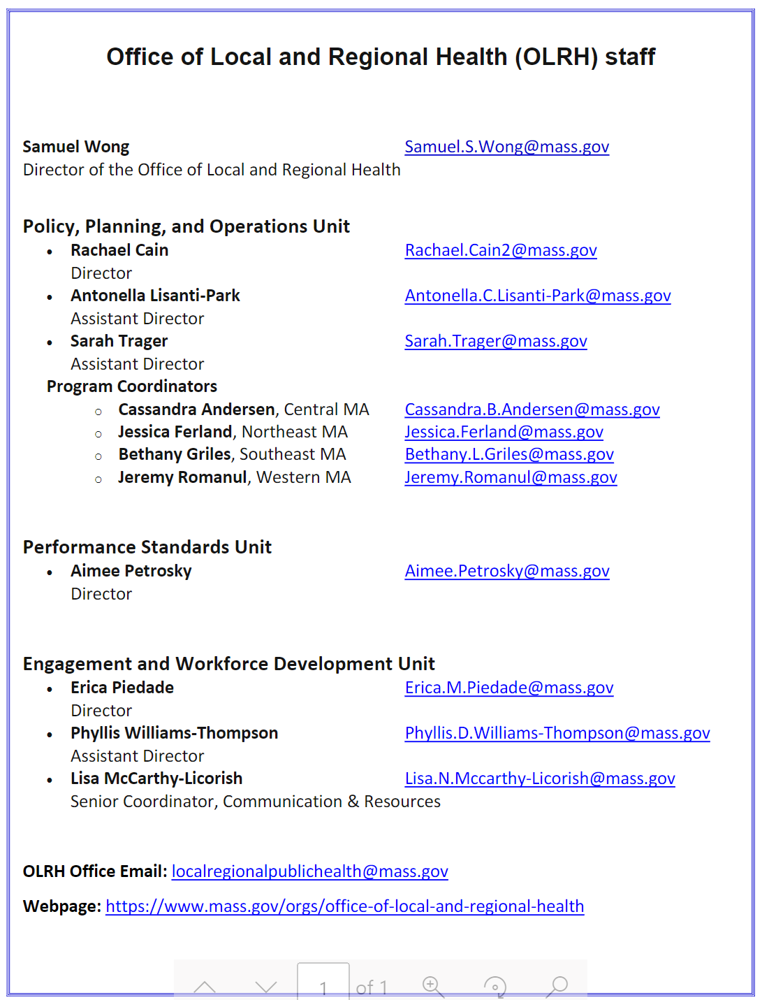 Office of Local and Regional Health (OLRH) staff
Samuel Wong Samuel.S.Wong@mass.gov
Director of the Office of Local and Regional Health
Policy, Planning, and Operations Unit
• Rachael Cain Rachael.Cain2@mass.gov
Director
• Antonella Lisanti-Park Antonella.C.Lisanti-Park@mass.gov
Assistant Director
• Sarah Trager Sarah.Trager@mass.gov
Assistant Director
Program Coordinators
○ Cassandra Andersen, Central MA Cassandra.B.Andersen@mass.gov
○ Jessica Ferland, Northeast MA Jessica.Ferland@mass.gov
○ Bethany Griles, Southeast MA Bethany.L.Griles@mass.gov
○ Jeremy Romanul, Western MA Jeremy.Romanul@mass.gov
Performance Standards Unit
• Aimee Petrosky Aimee.Petrosky@mass.gov
Director
Engagement and Workforce Development Unit
• Erica Piedade Erica.M.Piedade@mass.gov
Director
• Phyllis Williams-Thompson Phyllis.D.Williams-Thompson@mass.gov
Assistant Director
• Lisa McCarthy-Licorish Lisa.N.Mccarthy-Licorish@mass.gov
Senior Coordinator, Communication & Resources
OLRH Office Email: localregionalpublichealth@mass.gov
Webpage: https://www.mass.gov/orgs/office-of-local-and-regional-health
1 of 1